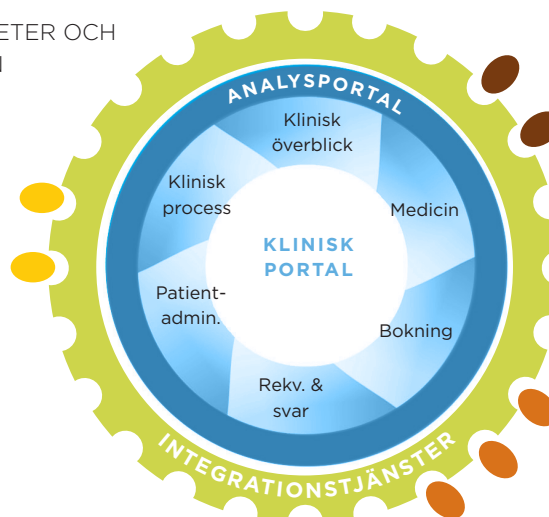 ETER OCH
ANALYSPORTAL
Klinisk
överblick
Klinisk
process
Medicin
KLINISK
PORTAL
Patient-
admin.
Bokning
Rekv. &
svar
INTEGRATIONSTJÄNSTER